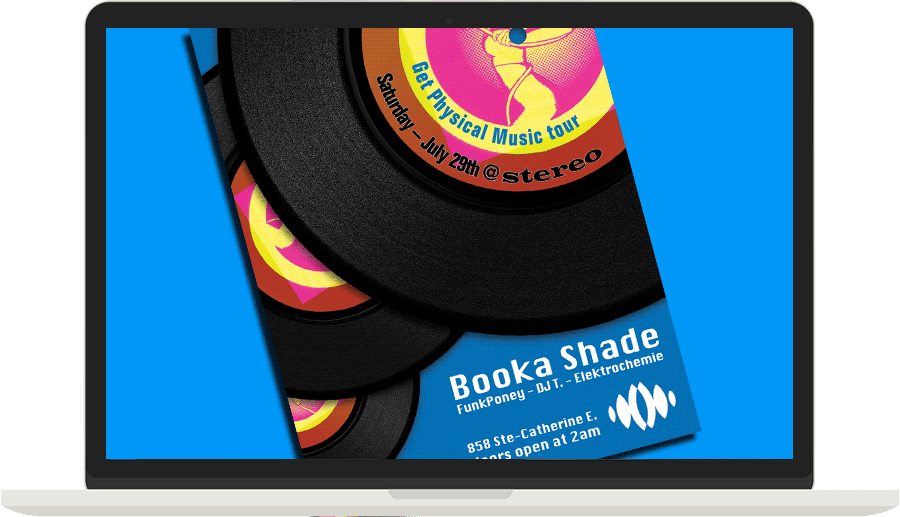 Get Physical Music tour
Saturday – July 29th @ stereo
Booka Shade
FunkPoney - DJ T. - Elektrochemie
858 Ste-Catherine E.
doors open at 2am